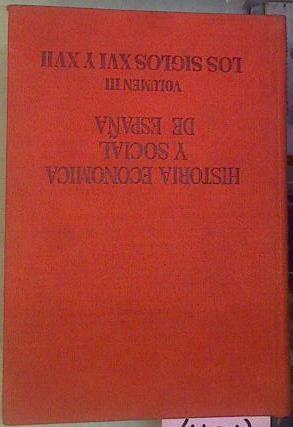 HISTORIA ECONOMICA
Y SOCIAL
DE ESPAÑA
VOLUMEN III
LOS SIGLOS XVI Y XVII